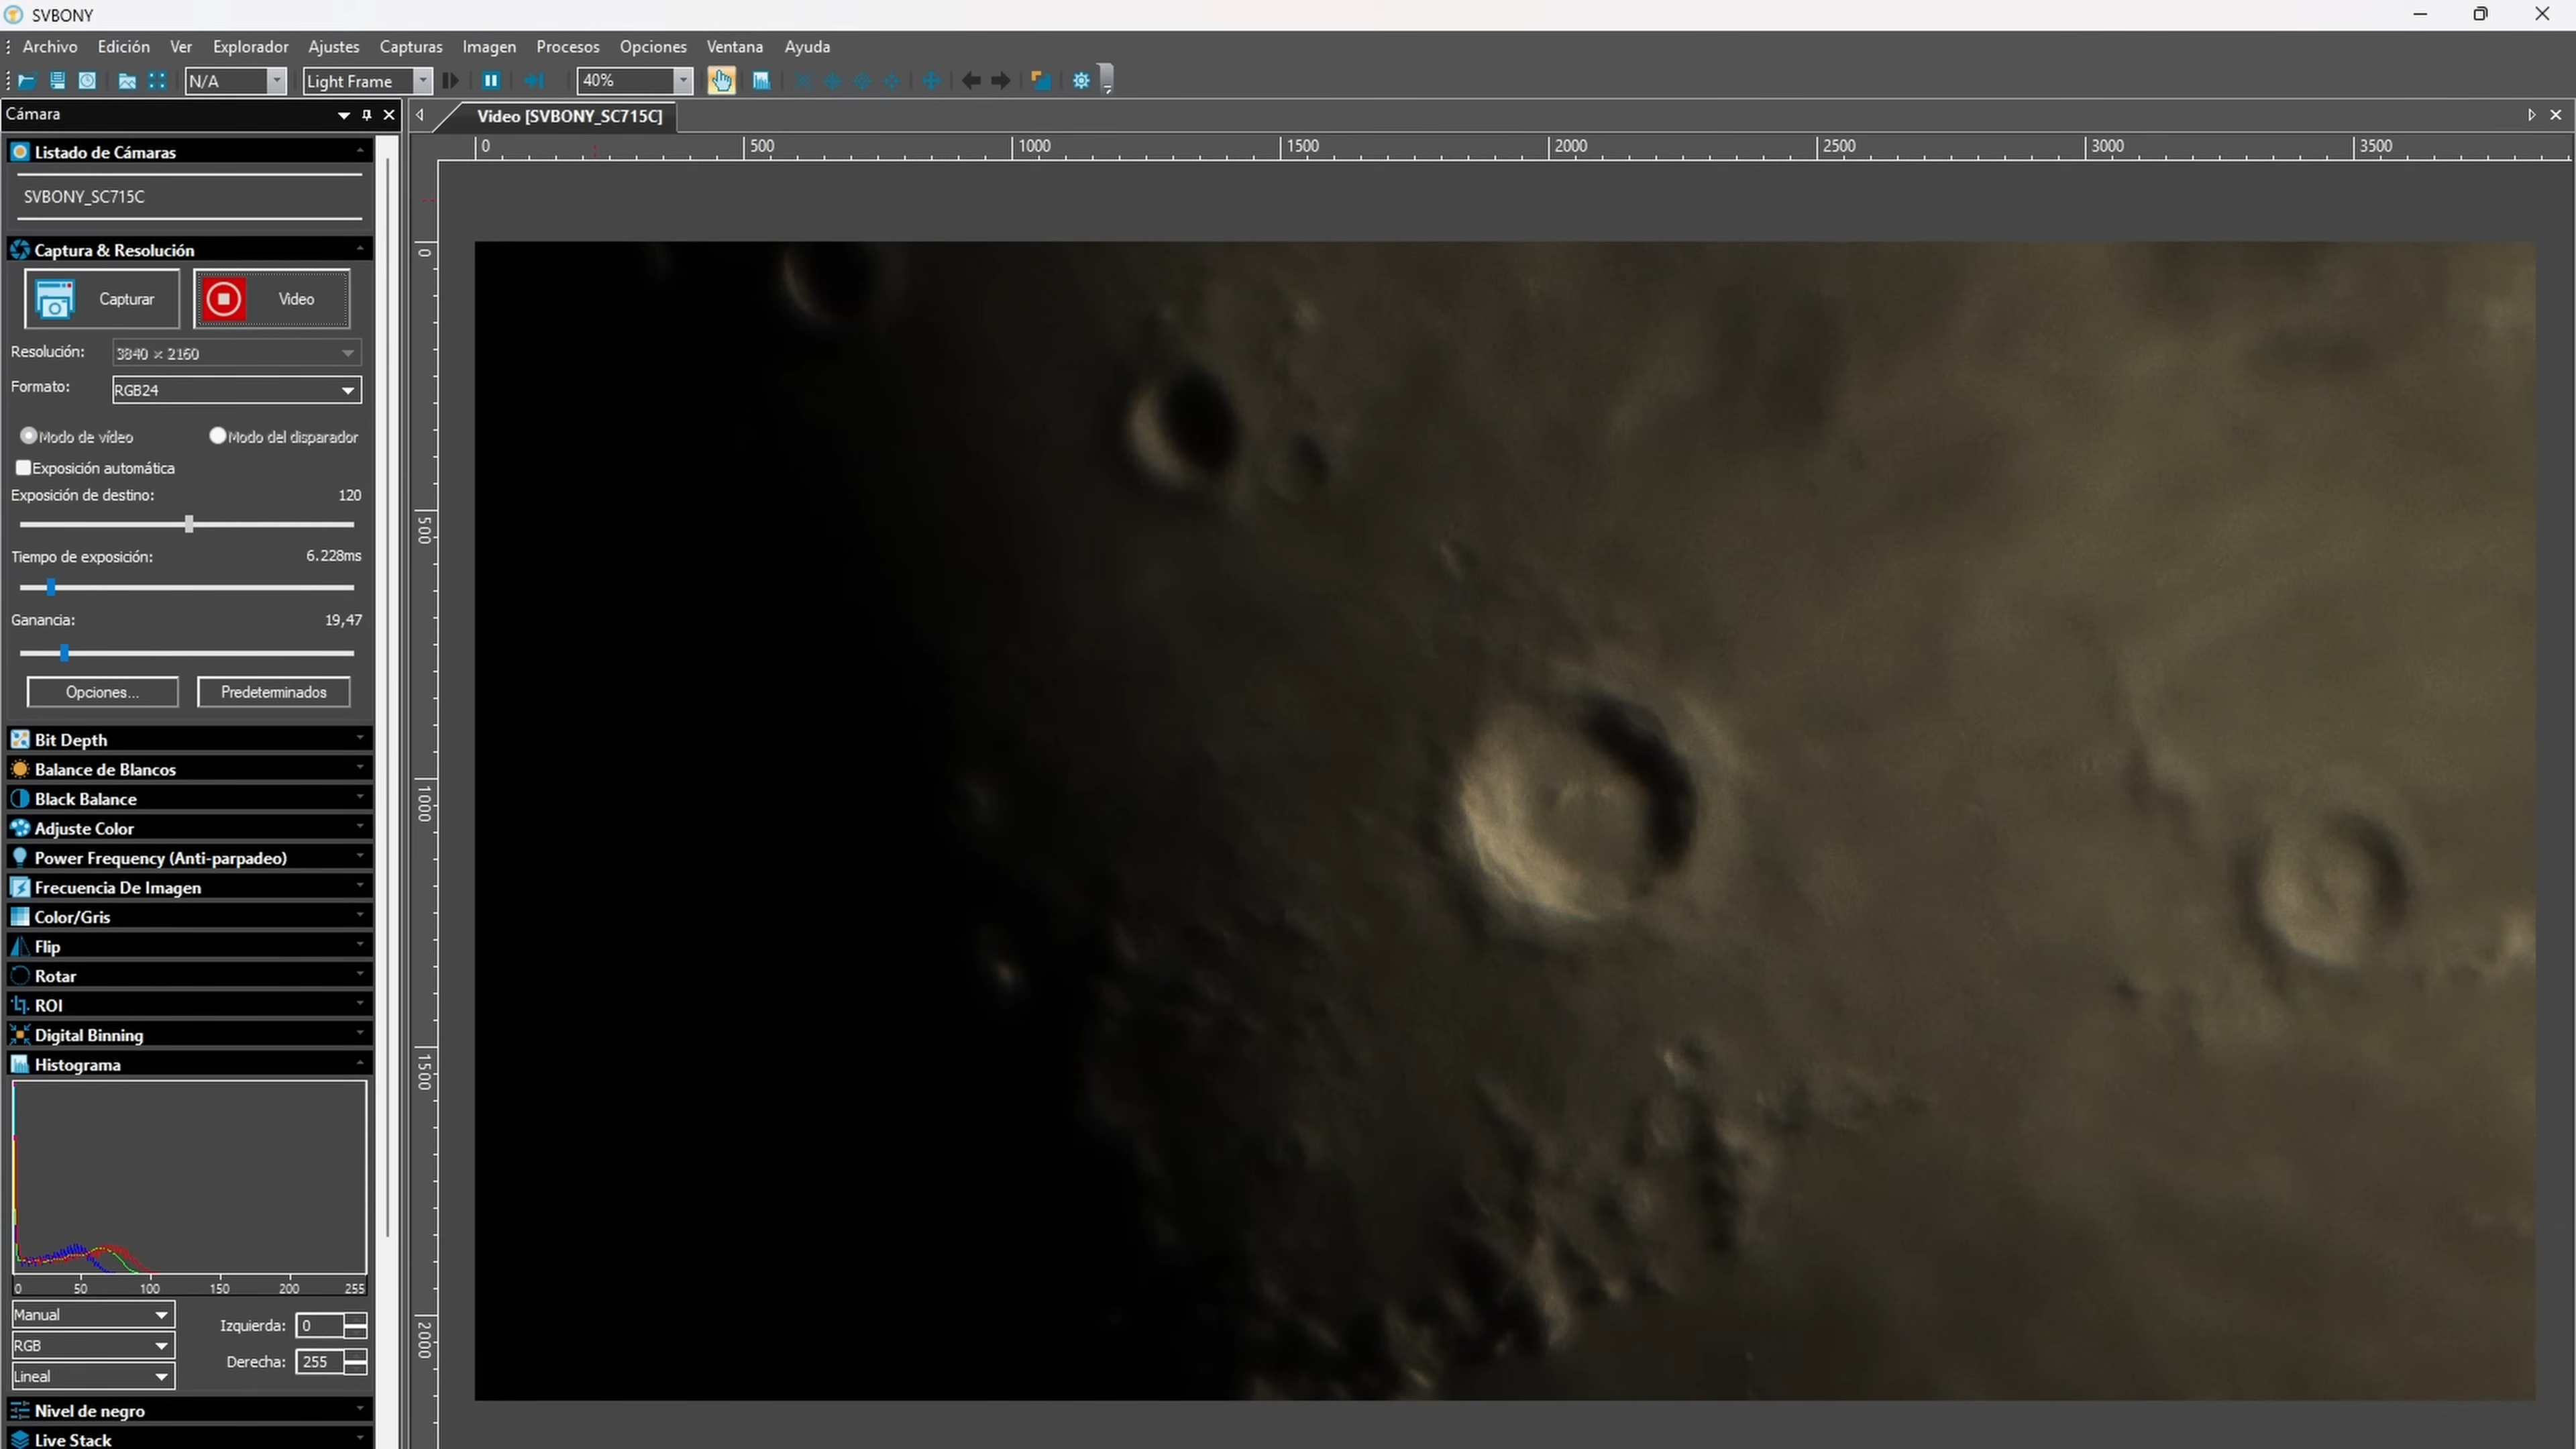 SVBONY
Archivo Edición Ver Explorador Ajustes Capturas Imagen Procesos Opciones Ventana Ayuda
N/A Light Frame 40%
Cámara
Video [SVBONY_SC715C]
0 500 1000 1500 2000 2500 3000 3500
0
500
1000
1500
2000
Listado de Cámaras
SVBONY_SC715C
Captura & Resolución
Capturar Video
Resolución: 3840 × 2160
Formato: RGB24
Modo de vídeo Modo del disparador
Exposición automática
Exposición de destino: 120
Tiempo de exposición: 6.228ms
Ganancia: 19,47
Opciones... Predeterminados
Bit Depth
Balance de Blancos
Black Balance
Adjuste Color
Power Frequency (Anti-parpadeo)
Frecuencia De Imagen
Color/Gris
Flip
Rotar
ROI
Digital Binning
Histograma
0 50 100 150 200 255
Manual
Izquierda: 0
RGB
Derecha: 255
Lineal
Nivel de negro
Live Stack